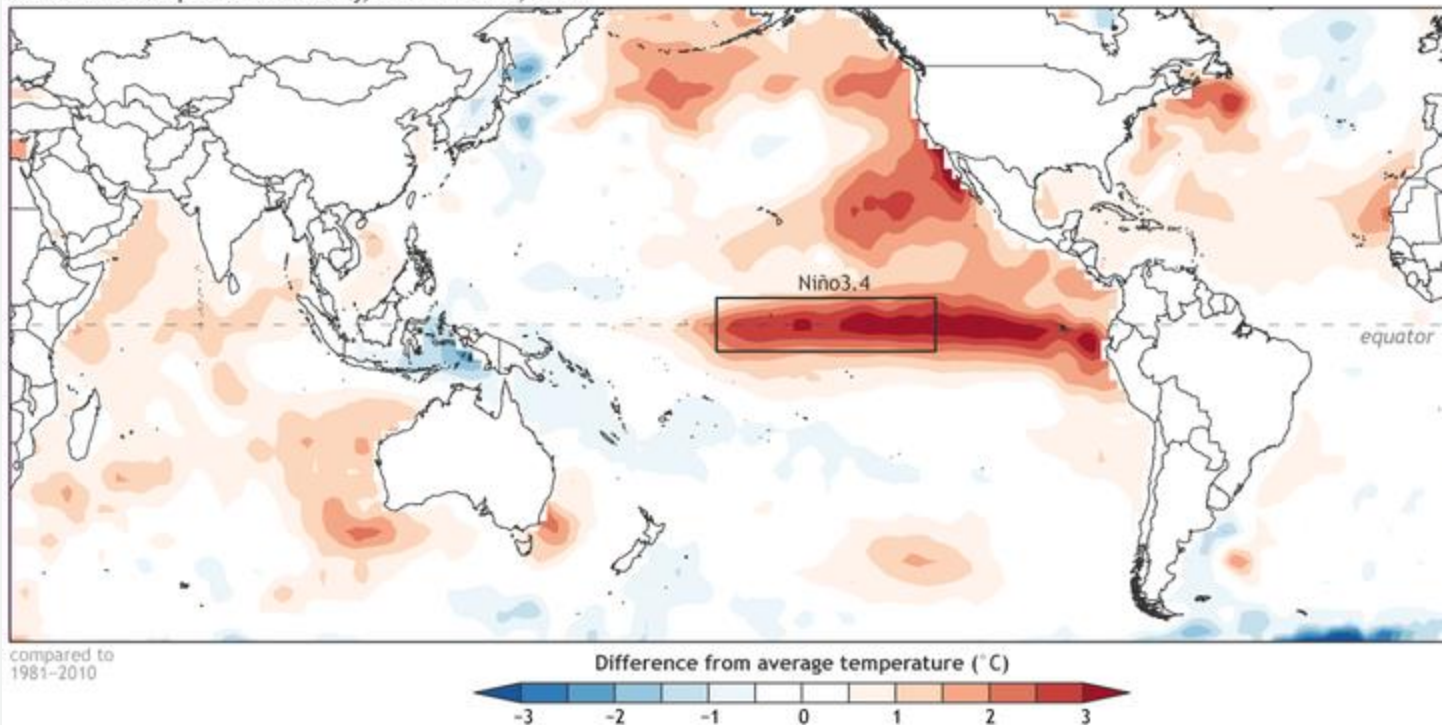 Niño3.4
equator
compared to
1981–2010
Difference from average temperature (°C)
-3 -2 -1 0 1 2 3